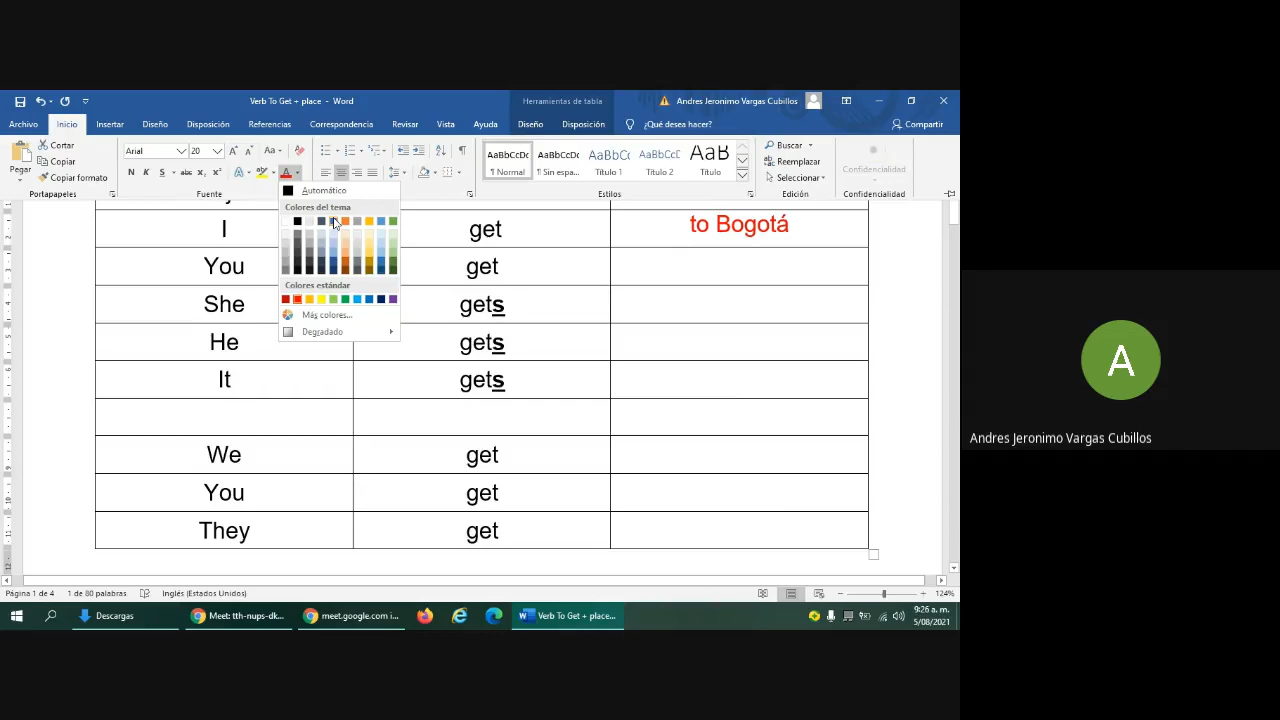 Verb To Get + place - Word
Herramientas de tabla
Andres Jeronimo Vargas Cubillos
Archivo Inicio Insertar Diseño Disposición Referencias Correspondencia Revisar Vista Ayuda Diseño Disposición ¿Qué desea hacer? Compartir
Pegar
Cortar
Copiar
Copiar formato
Portapapeles
Arial 20
Fuente
AaBbCcDc AaBbCcDc AaBbCc AaBbCcD AaB
¶ Normal ¶ Sin espa... Título 1 Título 2 Título
Estilos
Buscar
Reemplazar
Seleccionar
Edición
Confidencialidad
Confidencialidad
Automático
Colores del tema
Colores estándar
Más colores...
Degradado
I get to Bogotá
You get
She gets
He gets
It gets
We get
You get
They get
Página 1 de 4 1 de 80 palabras Inglés (Estados Unidos) 124%
Descargas Meet: tth-nups-dk... meet.google.com i... Verb To Get + place...
9:26 a. m.
5/08/2021
A
Andres Jeronimo Vargas Cubillos